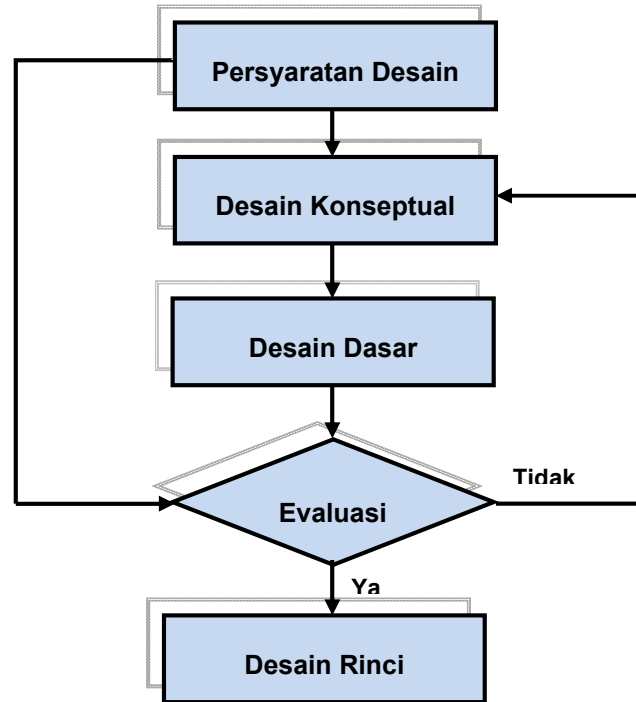 Persyaratan Desain
Desain Konseptual
Desain Dasar
Evaluasi
Tidak
Ya
Desain Rinci